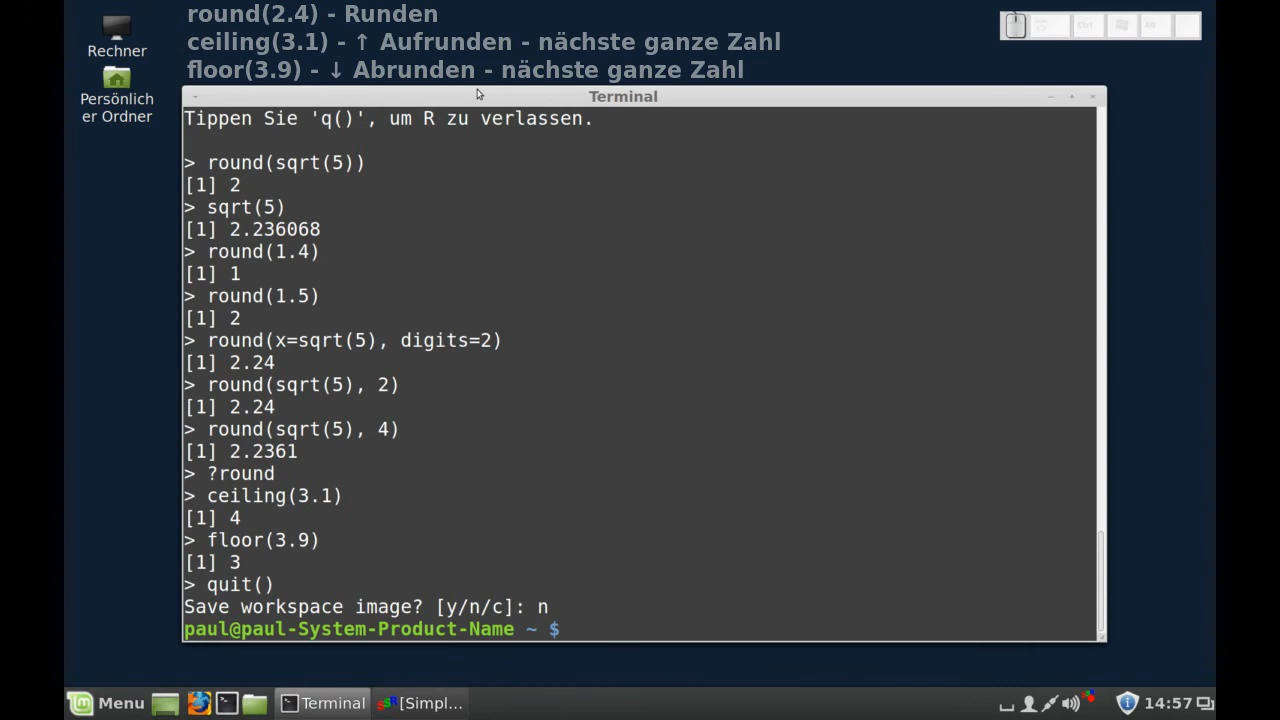 round(2.4) - Runden
ceiling(3.1) - ↑ Aufrunden - nächste ganze Zahl
floor(3.9) - ↓ Abrunden - nächste ganze Zahl
Rechner
Persönlich
er Ordner
Terminal
Tippen Sie 'q()', um R zu verlassen.
> round(sqrt(5))
[1] 2
> sqrt(5)
[1] 2.236068
> round(1.4)
[1] 1
> round(1.5)
[1] 2
> round(x=sqrt(5), digits=2)
[1] 2.24
> round(sqrt(5), 2)
[1] 2.24
> round(sqrt(5), 4)
[1] 2.2361
> ?round
> ceiling(3.1)
[1] 4
> floor(3.9)
[1] 3
> quit()
Save workspace image? [y/n/c]: n
paul@paul-System-Product-Name ~ $
Menu
Terminal
[Simpl...
14:57